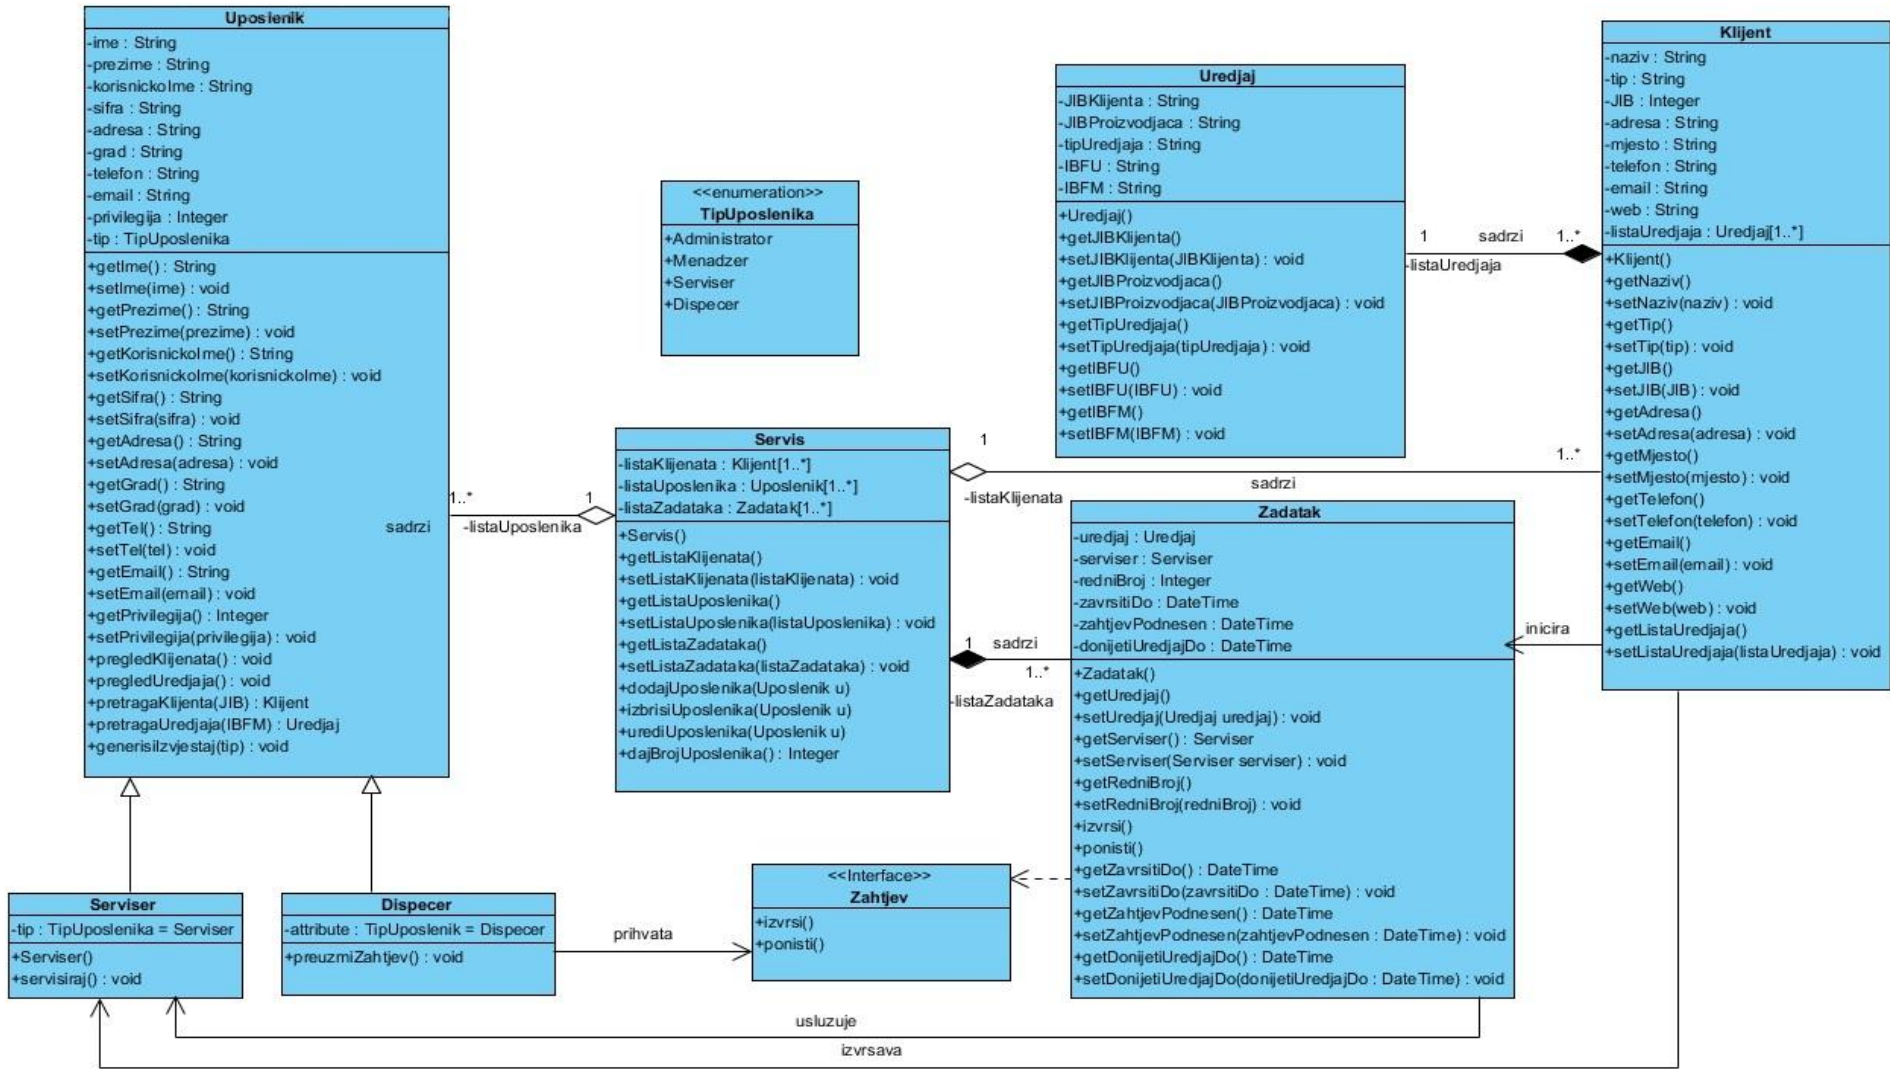 Uposlenik
-ime : String
-prezime : String
-korisnickoIme : String
-sifra : String
-adresa : String
-grad : String
-telefon : String
-email : String
-privilegija : Integer
-tip : TipUposlenika
+getIme() : String
+setIme(ime) : void
+getPrezime() : String
+setPrezime(prezime) : void
+getKorisnickoIme() : String
+setKorisnickoIme(korisnickoIme) : void
+getSifra() : String
+setSifra(sifra) : void
+getAdresa() : String
+setAdresa(adresa) : void
+getGrad() : String
+setGrad(grad) : void
+getTel() : String
+setTel(tel) : void
+getEmail() : String
+setEmail(email) : void
+getPrivilegija() : Integer
+setPrivilegija(privilegija) : void
+pregledKlijenata() : void
+pregledUredjaja() : void
+pretragaKlijenta(JIB) : Klijent
+pretragaUredjaja(IBFM) : Uredjaj
+generisiIzvjestaj(tip) : void
sadrzi
1..*
1
-listaUposlenika
<<enumeration>>
TipUposlenika
+Administrator
+Menadzer
+Serviser
+Dispecer
Servis
-listaKlijenata : Klijent[1..*]
-listaUposlenika : Uposlenik[1..*]
-listaZadataka : Zadatak[1..*]
+Servis()
+getListaKlijenata()
+setListaKlijenata(listaKlijenata) : void
+getListaUposlenika()
+setListaUposlenika(listaUposlenika) : void
+getListaZadataka()
+setListaZadataka(listaZadataka) : void
+dodajUposlenika(Uposlenik u)
+izbrisiUposlenika(Uposlenik u)
+urediUposlenika(Uposlenik u)
+dajBrojUposlenika() : Integer
Uredjaj
-JIBKlijenta : String
-JIBProizvodjaca : String
-tipUredjaja : String
-IBFU : String
-IBFM : String
+Uredjaj()
+getJIBKlijenta()
+setJIBKlijenta(JIBKlijenta) : void
+getJIBProizvodjaca()
+setJIBProizvodjaca(JIBProizvodjaca) : void
+getTipUredjaja()
+setTipUredjaja(tipUredjaja) : void
+getIBFU()
+setIBFU(IBFU) : void
+getIBFM()
+setIBFM(IBFM) : void
1 sadrzi 1..*
-listaUredjaja
Klijent
-naziv : String
-tip : String
-JIB : Integer
-adresa : String
-mjesto : String
-telefon : String
-email : String
-web : String
-listaUredjaja : Uredjaj[1..*]
+Klijent()
+getNaziv()
+setNaziv(naziv) : void
+getTip()
+setTip(tip) : void
+getJIB()
+setJIB(JIB) : void
+getAdresa()
+setAdresa(adresa) : void
+getMjesto()
+setMjesto(mjesto) : void
+getTelefon()
+setTelefon(telefon) : void
+getEmail()
+setEmail(email) : void
+getWeb()
+setWeb(web) : void
+getListaUredjaja()
+setListaUredjaja(listaUredjaja) : void
1
1..*
sadrzi
-listaKlijenata
1 sadrzi
1..*
-listaZadataka
inicira
Zadatak
-uredjaj : Uredjaj
-serviser : Serviser
-redniBroj : Integer
-zavrsitiDo : DateTime
-zahtjevPodnesen : DateTime
-donijetiUredjajDo : DateTime
+Zadatak()
+getUredjaj()
+setUredjaj(Uredjaj uredjaj) : void
+getServiser() : Serviser
+setServiser(Serviser serviser) : void
+getRedniBroj()
+setRedniBroj(redniBroj) : void
+izvrsi()
+ponisti()
+getZavrsitiDo() : DateTime
+setZavrsitiDo(zavrsitiDo : DateTime) : void
+getZahtjevPodnesen() : DateTime
+setZahtjevPodnesen(zahtjevPodnesen : DateTime) : void
+getDonijetiUredjajDo() : DateTime
+setDonijetiUredjajDo(donijetiUredjajDo : DateTime) : void
Serviser
-tip : TipUposlenika = Serviser
+Serviser()
+servisiraj() : void
Dispecer
-attribute : TipUposlenik = Dispecer
+preuzmiZahtjev() : void
prihvata
<<Interface>>
Zahtjev
+izvrsi()
+ponisti()
usluzuje
izvrsava